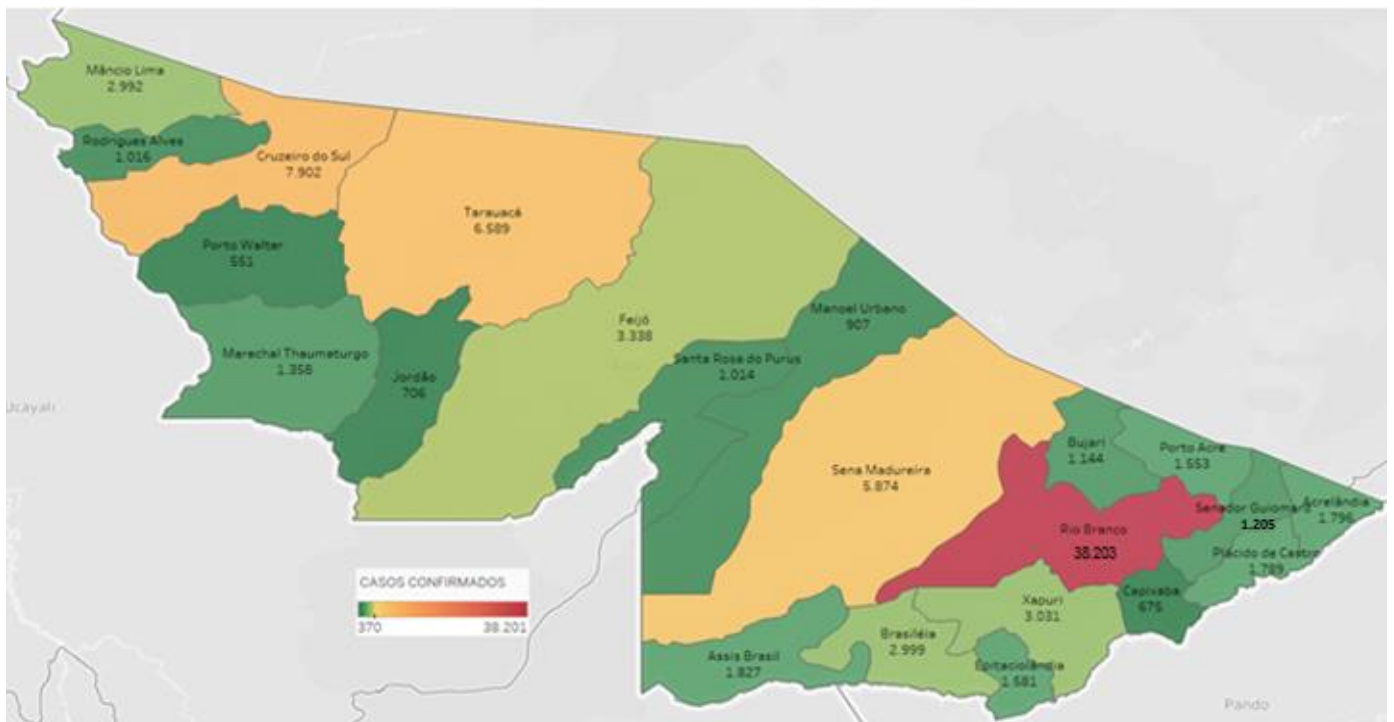 Mâncio Lima
2.992
Rodrigues Alves
1.016
Cruzeiro do Sul
7.902
Tarauacá
6.589
Porto Walter
551
Marechal Thaumaturgo
1.358
Jordão
706
Feijó
3.338
Manoel Urbano
907
Santa Rosa do Purus
1.014
Sena Madureira
5.874
Bujari
1.144
Porto Acre
1.553
Senador Guiomard
1.205
Acrelândia
1.796
Rio Branco
38.203
Plácido de Castro
1.789
Capixaba
675
Xapuri
3.031
Brasiléia
2.999
Epitaciolândia
1.581
Assis Brasil
1.827
Ucayali
Pando
CASOS CONFIRMADOS
370 38.201